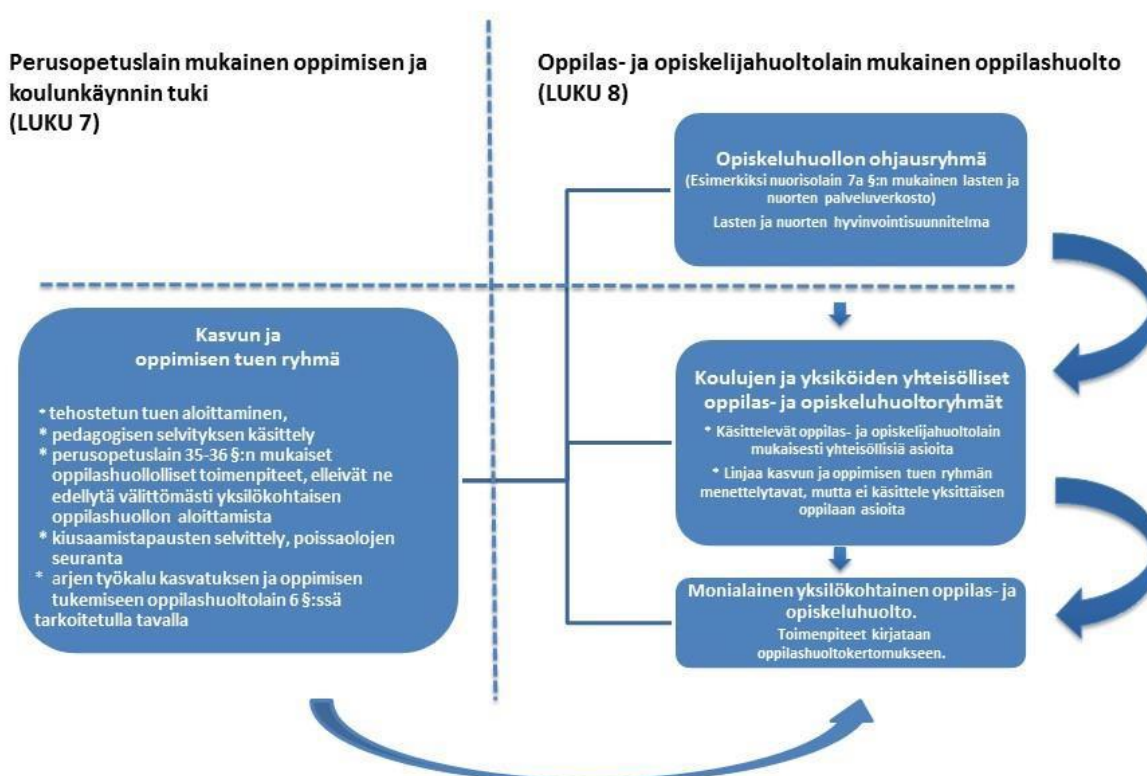 Perusopetuslain mukainen oppimisen ja
koulunkäynnin tuki
(LUKU 7)
Oppilas- ja opiskelijahuoltolain mukainen oppilashuolto
(LUKU 8)
Opiskeluhuollon ohjausryhmä
(Esimerkiksi nuorisolain 7a §:n mukainen lasten ja
nuorten palveluverkosto)
Lasten ja nuorten hyvinvointisuunnitelma
Kasvun ja
oppimisen tuen ryhmä
* tehostetun tuen aloittaminen,
* pedagogisen selvityksen käsittely
* perusopetuslain 35-36 §:n mukaiset
oppilashuollolliset toimenpiteet, elleivät ne
edellytä välittömästi yksilökohtaisen
oppilashuollon aloittamista
* kiusaamistapausten selvittely, poissaolojen
seuranta
* arjen työkalu kasvatuksen ja oppimisen
tukemiseen oppilashuoltolain 6 §:ssä
tarkoitetulla tavalla
Koulujen ja yksiköiden yhteisölliset
oppilas- ja opiskeluhuoltoryhmät
* Käsittelevät oppilas- ja opiskelijahuoltolain
mukaisesti yhteisöllisiä asioita
* Linjaa kasvun ja oppimisen tuen ryhmän
menettelytavat, mutta ei käsittele yksittäisen
oppilaan asioita
Monialainen yksilökohtainen oppilas- ja
opiskeluhuolto.
Toimenpiteet kirjataan
oppilashuoltokertomukseen.